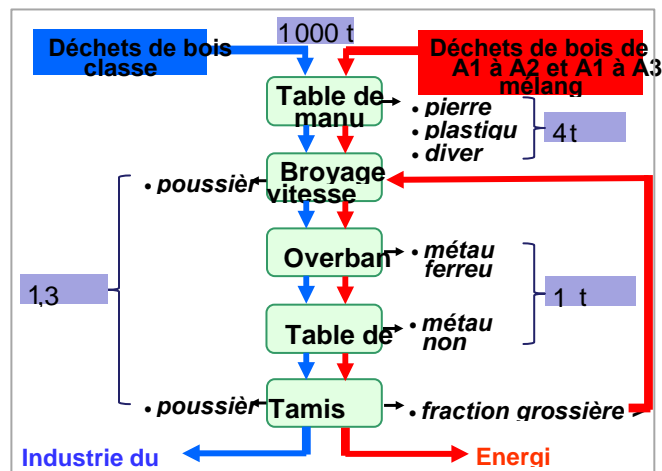 1 000 t
Déchets de bois
classe
Déchets de bois de
A1 à A2 et A1 à A3
mélang
Table de
manu
• pierre
• plastiqu
• diver
4 t
Broyage
vitesse
• poussièr
Overban
• métau
ferreu
1,3
1 t
Table de
• métau
non
• poussièr
Tamis
• fraction grossière >
Industrie du
Energi